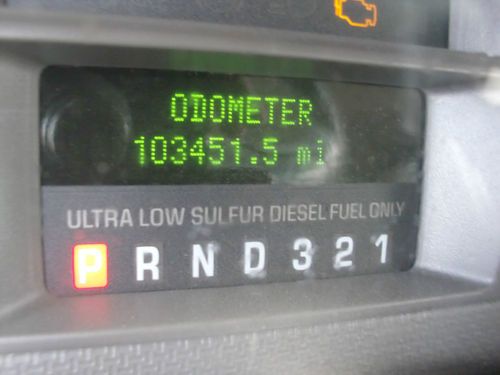 ODOMETER
103451.5 mi
ULTRA LOW SULFUR DIESEL FUEL ONLY
P R N D 3 2 1